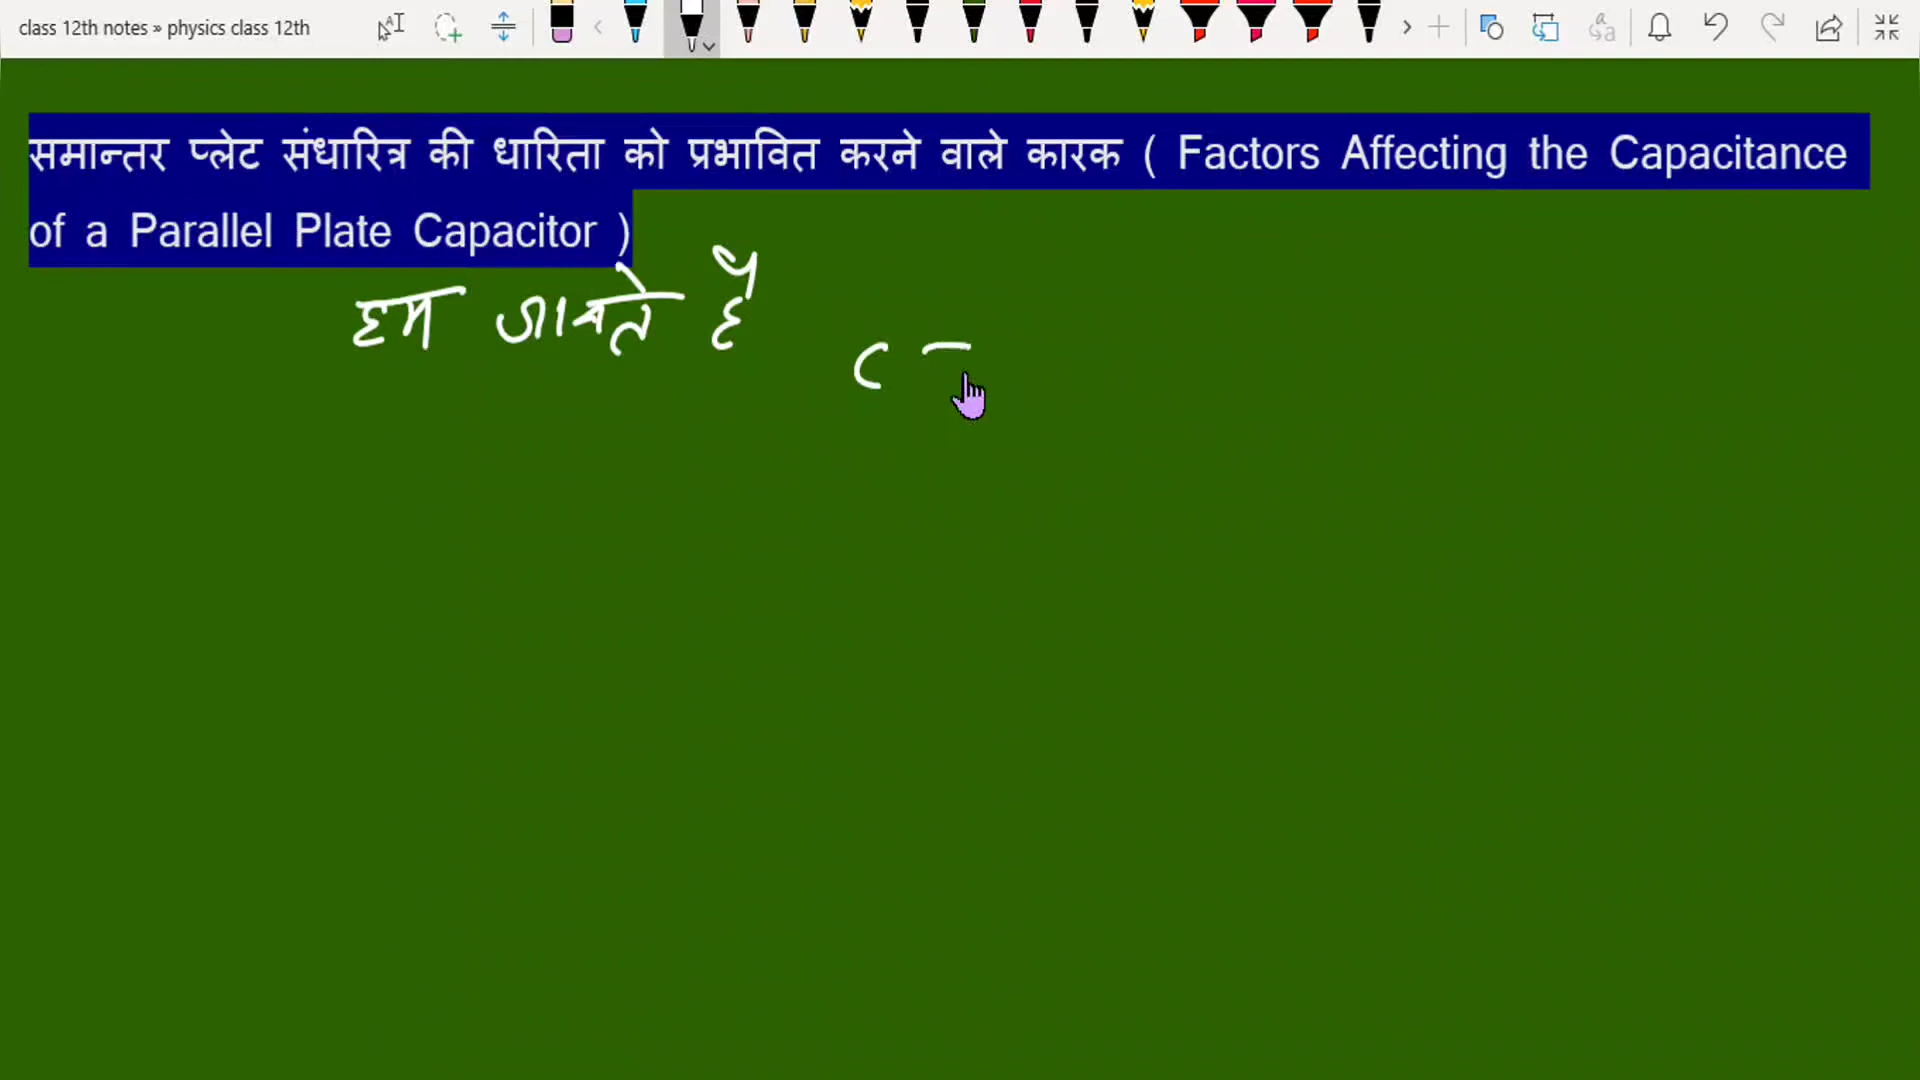 class 12th notes » physics class 12th
समान्तर प्लेट संधारित्र की धारिता को प्रभावित करने वाले कारक ( Factors Affecting the Capacitance
of a Parallel Plate Capacitor )
हम जानते है
C –